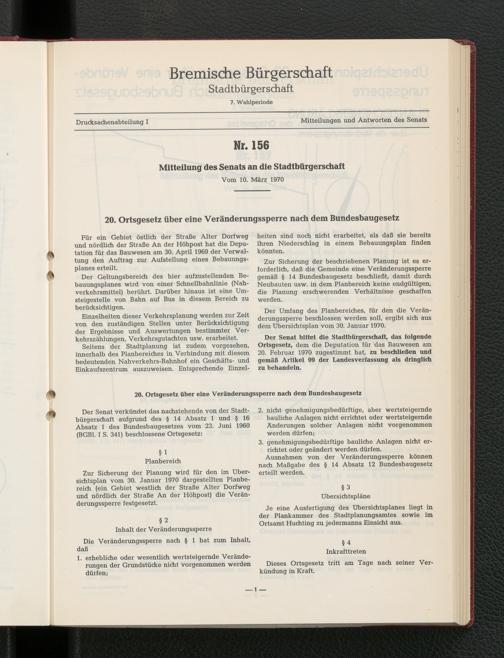 Bremische Bürgerschaft
Stadtbürgerschaft
7. Wahlperiode
Drucksachenabteilung I
Mitteilungen und Antworten des Senats
Nr. 156
Mitteilung des Senats an die Stadtbürgerschaft
Vom 10. März 1970
20. Ortsgesetz über eine Veränderungssperre nach dem Bundesbaugesetz
Für ein Gebiet östlich der Straße Alter Dorfweg
und nördlich der Straße An der Höhpost hat die Depu-
tation für das Bauwesen am 30. April 1969 der Verwal-
tung den Auftrag zur Aufstellung eines Bebauungs-
planes erteilt.
Der Geltungsbereich des hier aufzustellenden Be-
bauungsplanes wird von einer Schnellbahnlinie (Nah-
verkehrsmittel) berührt. Darüber hinaus ist eine Um-
steigestelle von Bahn auf Bus in diesem Bereich zu
berücksichtigen.
Einzelheiten dieser Verkehrsplanung werden zur Zeit
von den zuständigen Stellen unter Berücksichtigung
der Ergebnisse und Auswertungen bestimmter Ver-
kehrszählungen, Verkehrsgutachten usw. erarbeitet.
Seitens der Stadtplanung ist zudem vorgesehen,
innerhalb des Planbereiches in Verbindung mit diesem
bedeutenden Nahverkehrs-Bahnhof ein Geschäfts- und
Einkaufszentrum auszuweisen. Entsprechende Einzel-
heiten sind noch nicht erarbeitet, als daß sie bereits
ihren Niederschlag in einem Bebauungsplan finden
könnten.
Zur Sicherung der beschriebenen Planung ist es er-
forderlich, daß die Gemeinde eine Veränderungssperre
gemäß § 14 Bundesbaugesetz beschließt, damit durch
Neubauten usw. in dem Planbereich keine endgültigen,
die Planung erschwerenden Verhältnisse geschaffen
werden.
Der Umfang des Planbereiches, für den die Verän-
derungssperre beschlossen werden soll, ergibt sich aus
dem Übersichtsplan vom 30. Januar 1970.
Der Senat bittet die Stadtbürgerschaft, das folgende
Ortsgesetz, dem die Deputation für das Bauwesen am
20. Februar 1970 zugestimmt hat, zu beschließen und
gemäß Artikel 99 der Landesverfassung als dringlich
zu behandeln.
20. Ortsgesetz über eine Veränderungssperre nach dem Bundesbaugesetz
Der Senat verkündet das nachstehende von der Stadt-
bürgerschaft aufgrund des § 14 Absatz 1 und § 16
Absatz 1 des Bundesbaugesetzes vom 23. Juni 1960
(BGBl. I S. 341) beschlossene Ortsgesetz:
§ 1
Planbereich
Zur Sicherung der Planung wird für den im Über-
sichtsplan vom 30. Januar 1970 dargestellten Planbe-
reich (ein Gebiet westlich der Straße Alter Dorfweg
und nördlich der Straße An der Höhpost) die Verän-
derungssperre festgesetzt.
§ 2
Inhalt der Veränderungssperre
Die Veränderungssperre nach § 1 hat zum Inhalt,
daß
1. erhebliche oder wesentlich wertsteigernde Verände-
rungen der Grundstücke nicht vorgenommen werden
dürfen;
2. nicht genehmigungsbedürftige, aber wertsteigernde
bauliche Anlagen nicht errichtet oder wertsteigernde
Änderungen solcher Anlagen nicht vorgenommen
werden dürfen;
3. genehmigungsbedürftige bauliche Anlagen nicht er-
richtet oder geändert werden dürfen.
Ausnahmen von der Veränderungssperre können
nach Maßgabe des § 14 Absatz 12 Bundesbaugesetz
erteilt werden.
§ 3
Übersichtspläne
Je eine Ausfertigung des Übersichtsplanes liegt in
der Plankammer des Stadtplanungsamtes sowie im
Ortsamt Huchting zu jedermanns Einsicht aus.
§ 4
Inkrafttreten
Dieses Ortsgesetz tritt am Tage nach seiner Ver-
kündung in Kraft.
— 1 —